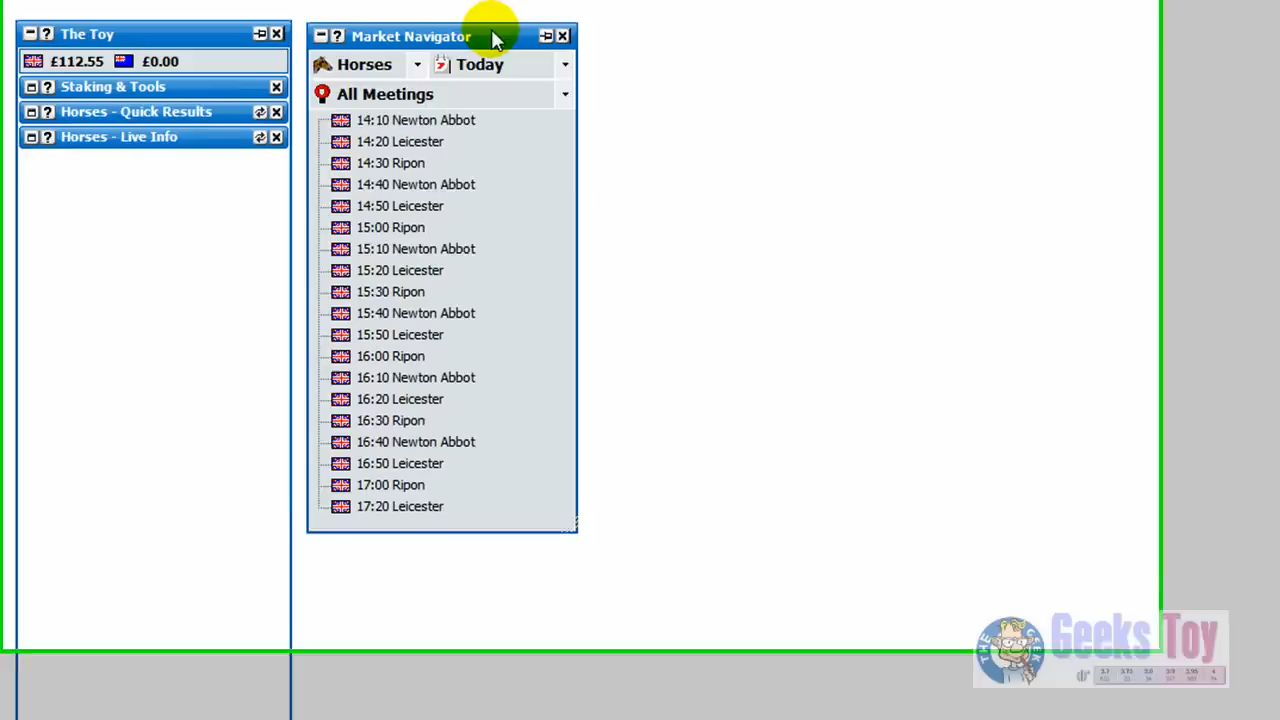 The Toy
£112.55 £0.00
Staking & Tools
Horses - Quick Results
Horses - Live Info
Market Navigator
Horses Today
All Meetings
14:10 Newton Abbot
14:20 Leicester
14:30 Ripon
14:40 Newton Abbot
14:50 Leicester
15:00 Ripon
15:10 Newton Abbot
15:20 Leicester
15:30 Ripon
15:40 Newton Abbot
15:50 Leicester
16:00 Ripon
16:10 Newton Abbot
16:20 Leicester
16:30 Ripon
16:40 Newton Abbot
16:50 Leicester
17:00 Ripon
17:20 Leicester
THE GEEK
Geeks Toy